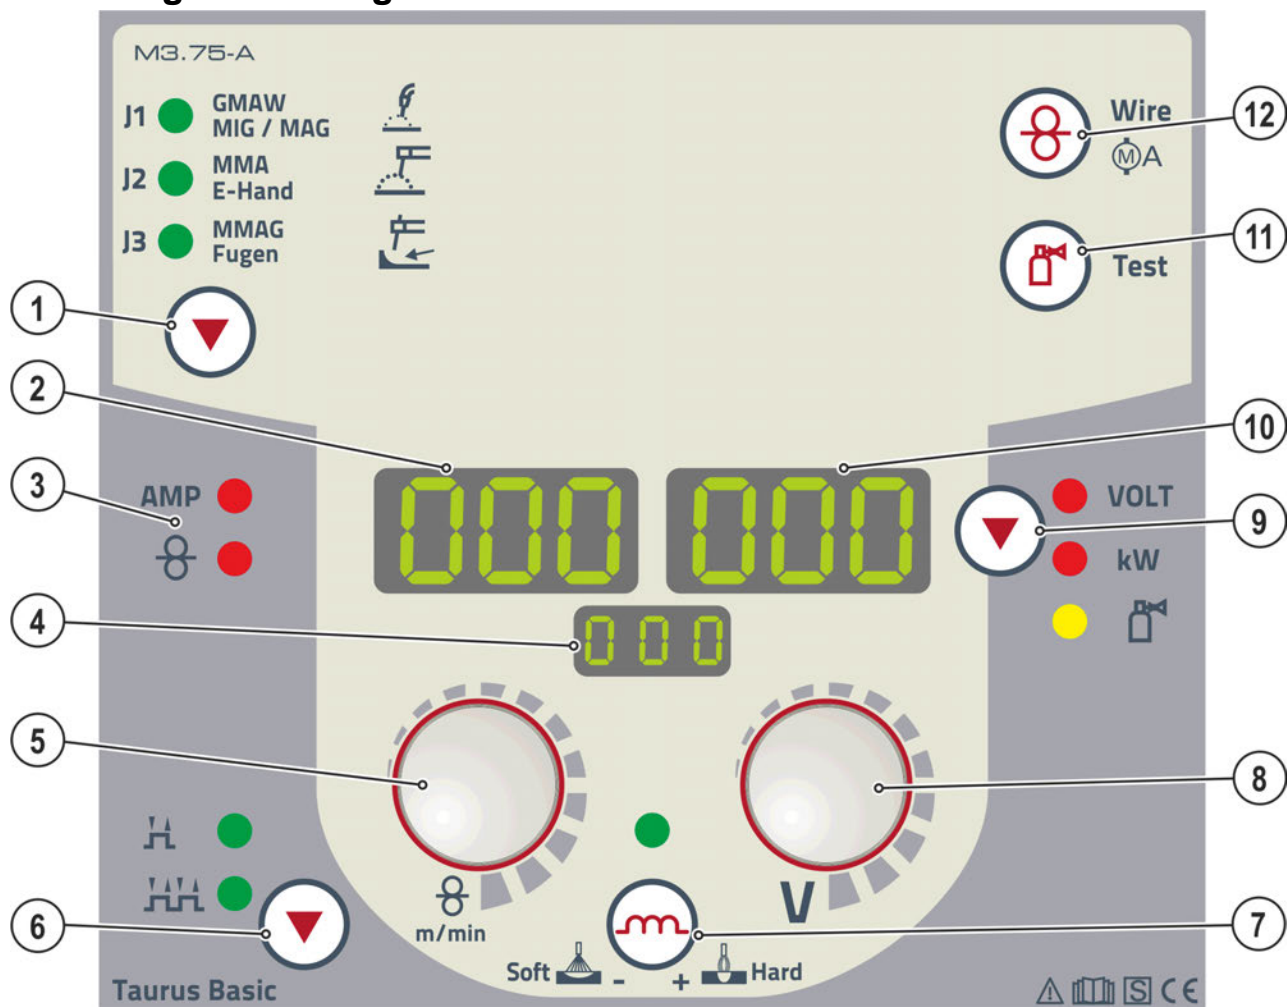 M3.75-A
J1 GMAW
MIG / MAG
J2 MMA
E-Hand
J3 MMAG
Fugen
Wire
M A
Test
1
2
3
4
5
6
7
8
9
10
11
12
AMP
000
000
VOLT
kW
000
m/min
V
Soft - + Hard
Taurus Basic
S CE